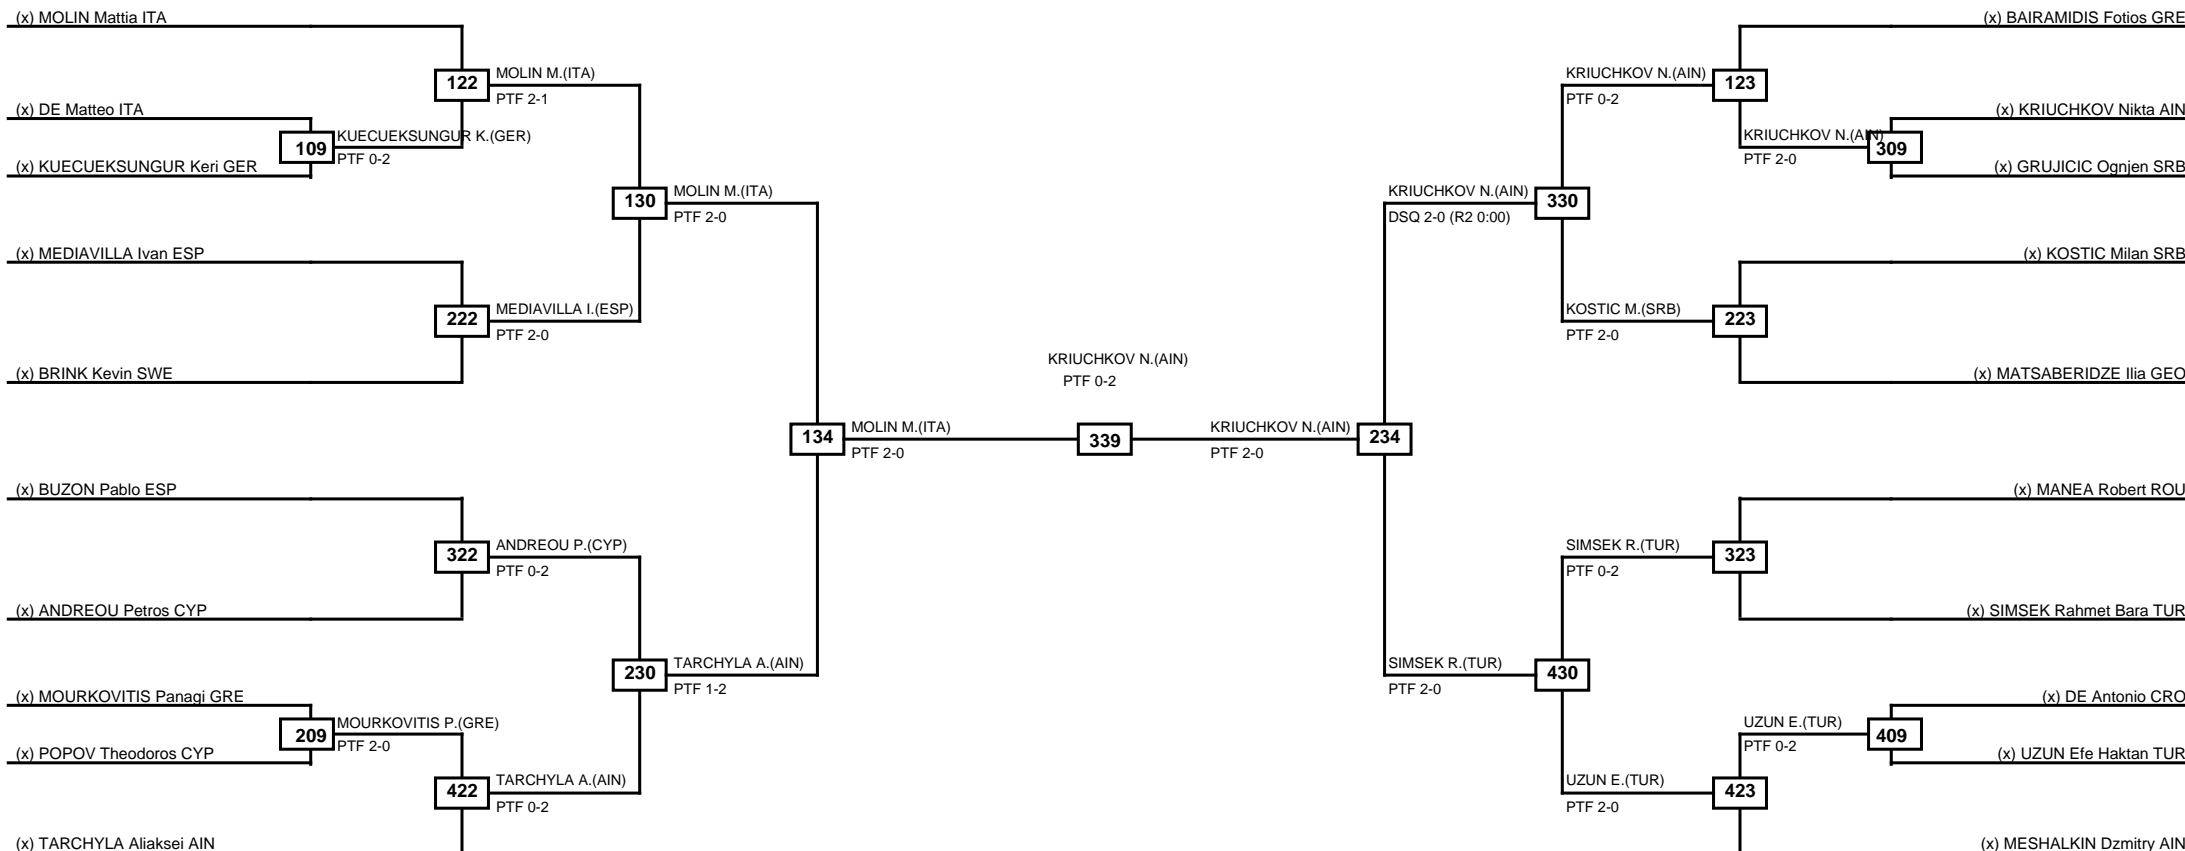 (x) MOLIN Mattia ITA
(x) BAIRAMIDIS Fotios GRE
122
MOLIN M.(ITA)
PTF 2-1
KRIUCHKOV N.(AIN)
PTF 0-2
123
(x) DE Matteo ITA
(x) KRIUCHKOV Nikta AIN
109
KUECUEKSUNGUR K.(GER)
PTF 0-2
KRIUCHKOV N.(AIN)
PTF 2-0
309
(x) KUECUEKSUNGUR Keri GER
(x) GRUJICIC Ognjen SRB
130
MOLIN M.(ITA)
PTF 2-0
KRIUCHKOV N.(AIN)
DSQ 2-0 (R2 0:00)
330
(x) MEDIAVILLA Ivan ESP
(x) KOSTIC Milan SRB
222
MEDIAVILLA I.(ESP)
PTF 2-0
KOSTIC M.(SRB)
PTF 2-0
223
(x) BRINK Kevin SWE
(x) MATSABERIDZE Ilia GEO
KRIUCHKOV N.(AIN)
PTF 0-2
134
MOLIN M.(ITA)
PTF 2-0
339
KRIUCHKOV N.(AIN)
PTF 2-0
234
(x) BUZON Pablo ESP
(x) MANEA Robert ROU
322
ANDREOU P.(CYP)
PTF 0-2
SIMSEK R.(TUR)
PTF 0-2
323
(x) ANDREOU Petros CYP
(x) SIMSEK Rahmet Bara TUR
230
TARCHYLA A.(AIN)
PTF 1-2
SIMSEK R.(TUR)
PTF 2-0
430
(x) MOURKOVITIS Panagi GRE
(x) DE Antonio CRO
209
MOURKOVITIS P.(GRE)
PTF 2-0
UZUN E.(TUR)
PTF 0-2
409
(x) POPOV Theodoros CYP
(x) UZUN Efe Haktan TUR
422
TARCHYLA A.(AIN)
PTF 0-2
UZUN E.(TUR)
PTF 2-0
423
(x) TARCHYLA Aliaksei AIN
(x) MESHALKIN Dzmitry AIN